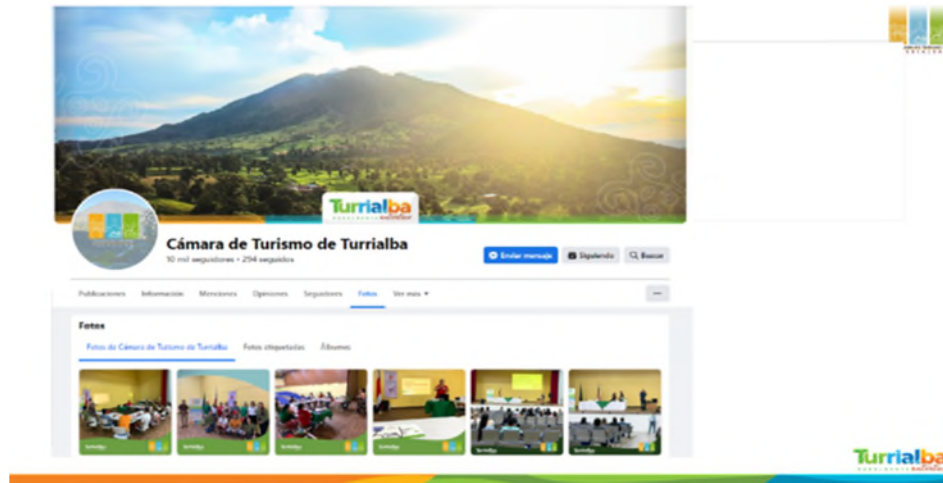 Turrialba
Cámara de Turismo de Turrialba
10 mil seguidores • 294 seguidos
Enviar mensaje
Siguiendo
Buscar
Publicaciones Información Menciones Opiniones Seguidores Fotos Ver más
Fotos
Fotos de Cámara de Turismo de Turrialba Fotos etiquetadas Álbumes
Turrialba